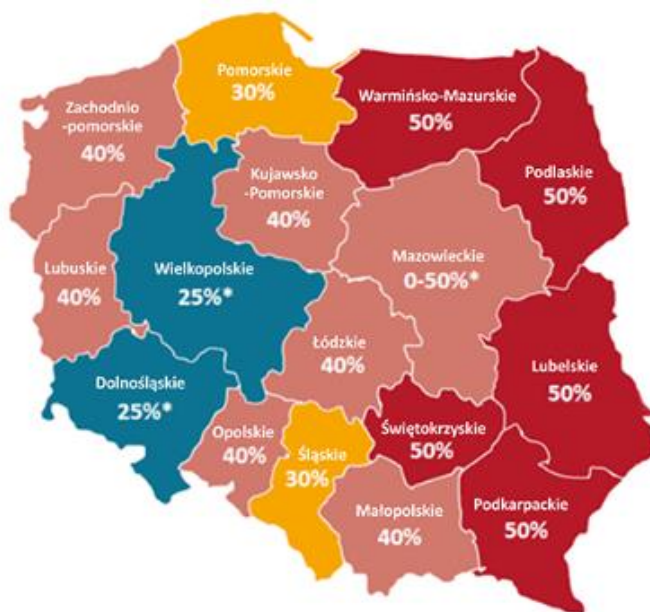 Pomorskie
30%
Warmińsko-Mazurskie
50%
Zachodnio
-pomorskie
40%
Kujawsko
-Pomorskie
40%
Podlaskie
50%
Mazowieckie
0-50%*
Lubuskie
40%
Wielkopolskie
25%*
Łódzkie
40%
Lubelskie
50%
Dolnośląskie
25%*
Opolskie
40%
Śląskie
30%
Świętokrzyskie
50%
Małopolskie
40%
Podkarpackie
50%